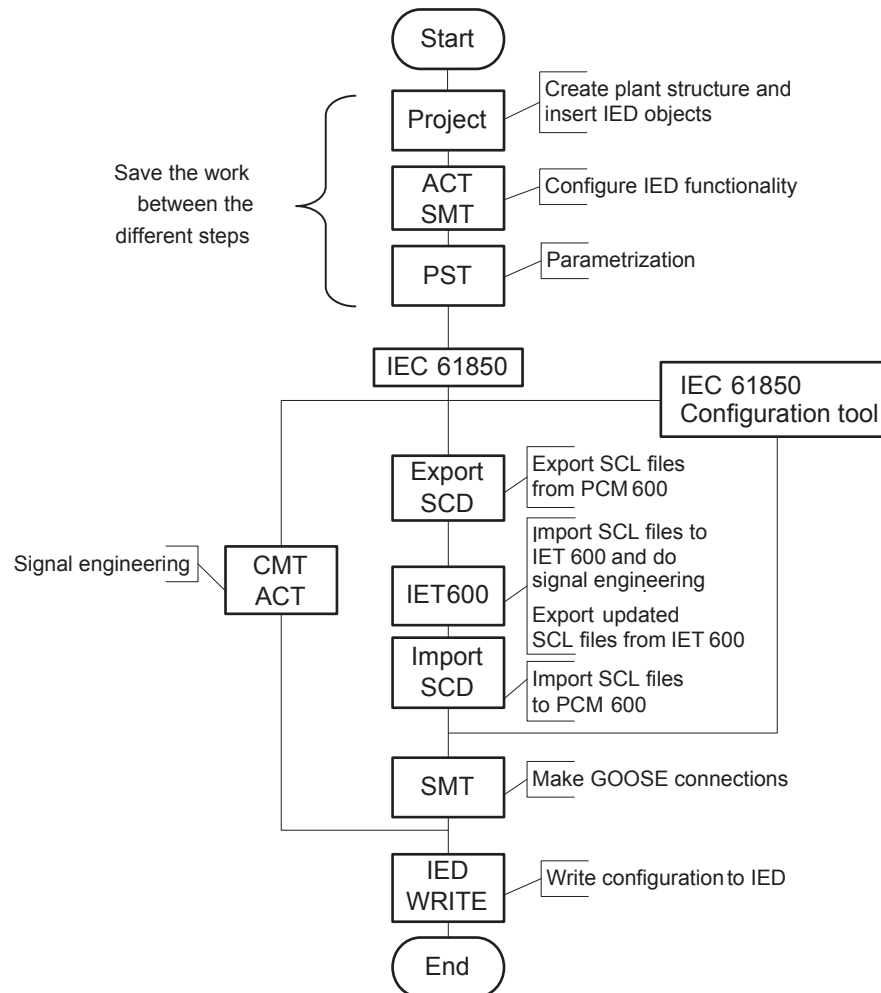 Start
Project
Create plant structure and
insert IED objects
Save the work
between the
different steps
ACT
SMT
Configure IED functionality
PST
Parametrization
IEC 61850
IEC 61850
Configuration tool
Export
SCD
Export SCL files
from PCM 600
Signal engineering
CMT
ACT
IET600
Import SCL files to
IET 600 and do
signal engineering
Export updated
SCL files from IET 600
Import
SCD
Import SCL files
to PCM 600
SMT
Make GOOSE connections
IED
WRITE
Write configuration to IED
End